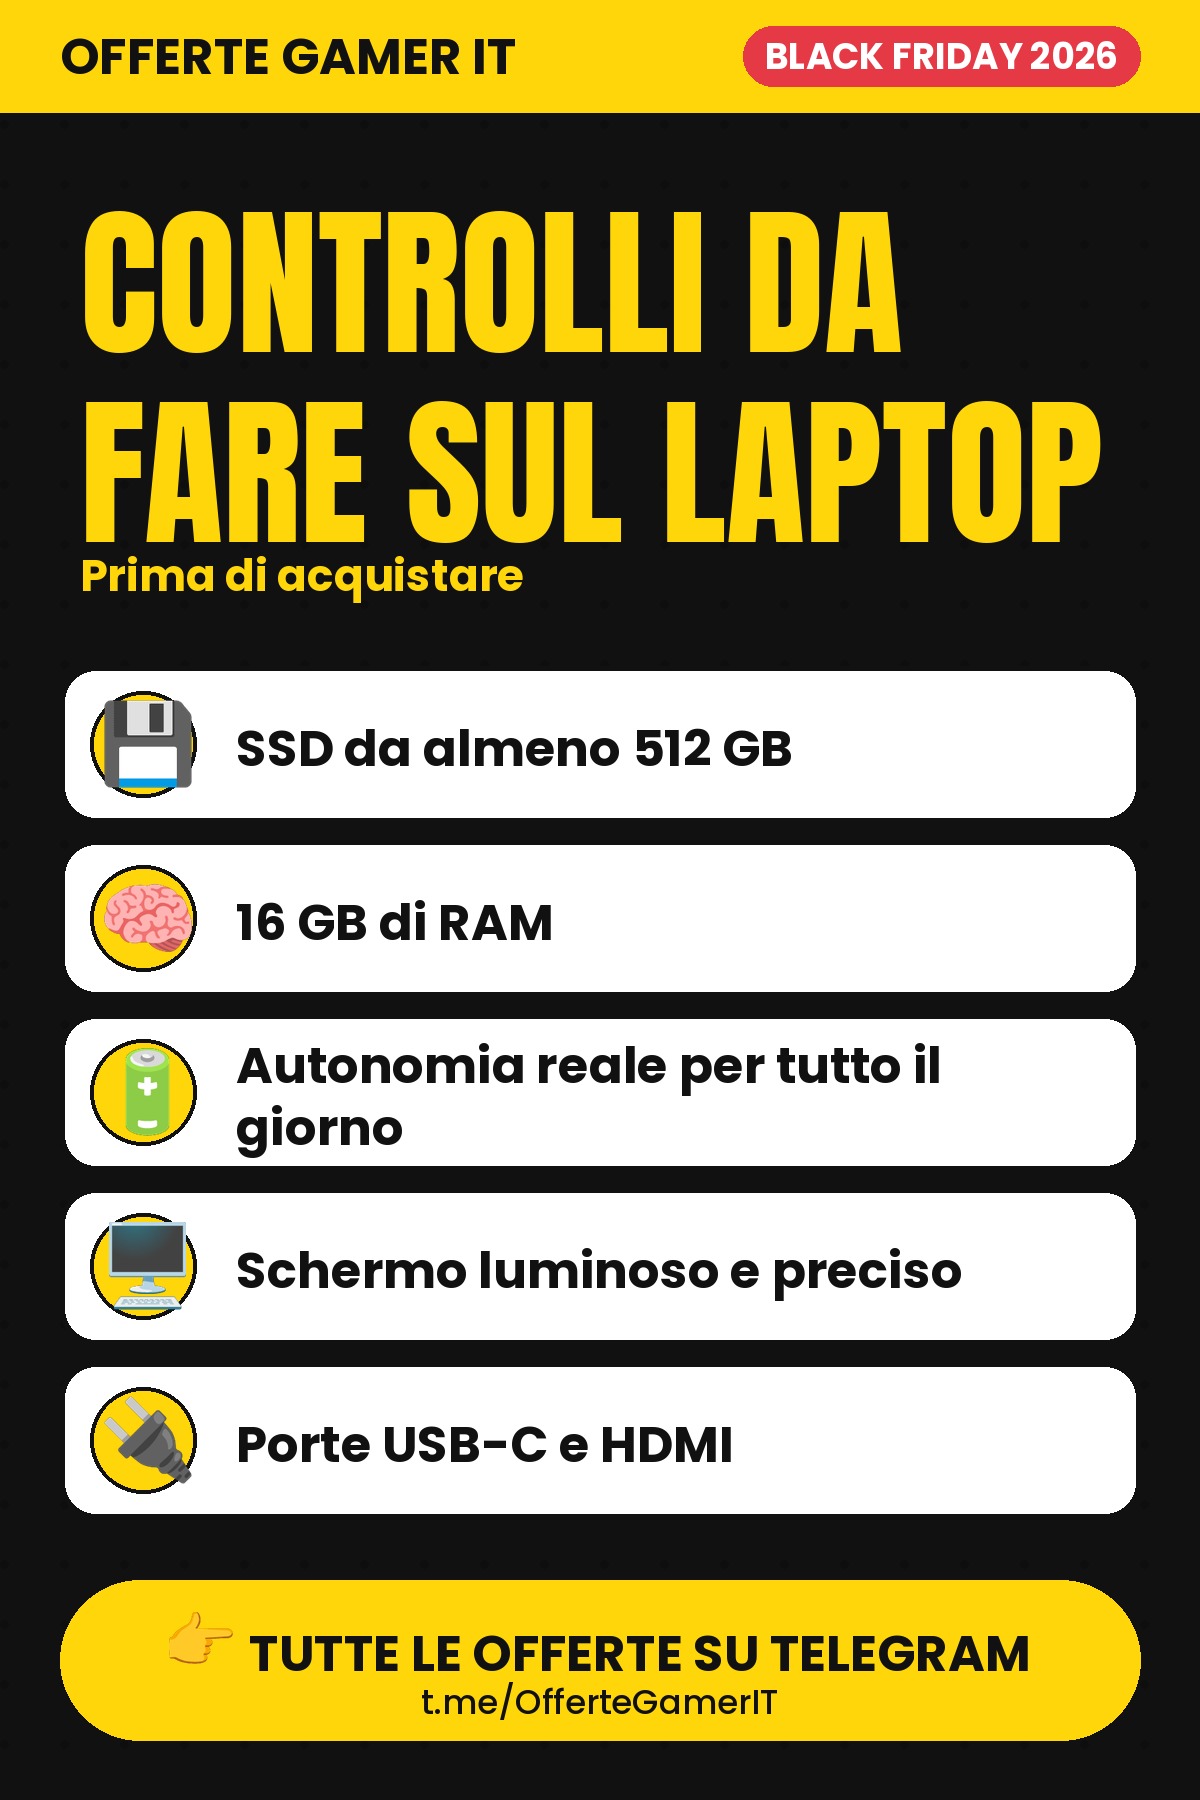 OFFERTE GAMER IT
BLACK FRIDAY 2026
CONTROLLI DA
FARE SUL LAPTOP
Prima di acquistare
SSD da almeno 512 GB
16 GB di RAM
Autonomia reale per tutto il
giorno
Schermo luminoso e preciso
Porte USB-C e HDMI
TUTTE LE OFFERTE SU TELEGRAM
t.me/OfferteGamerIT